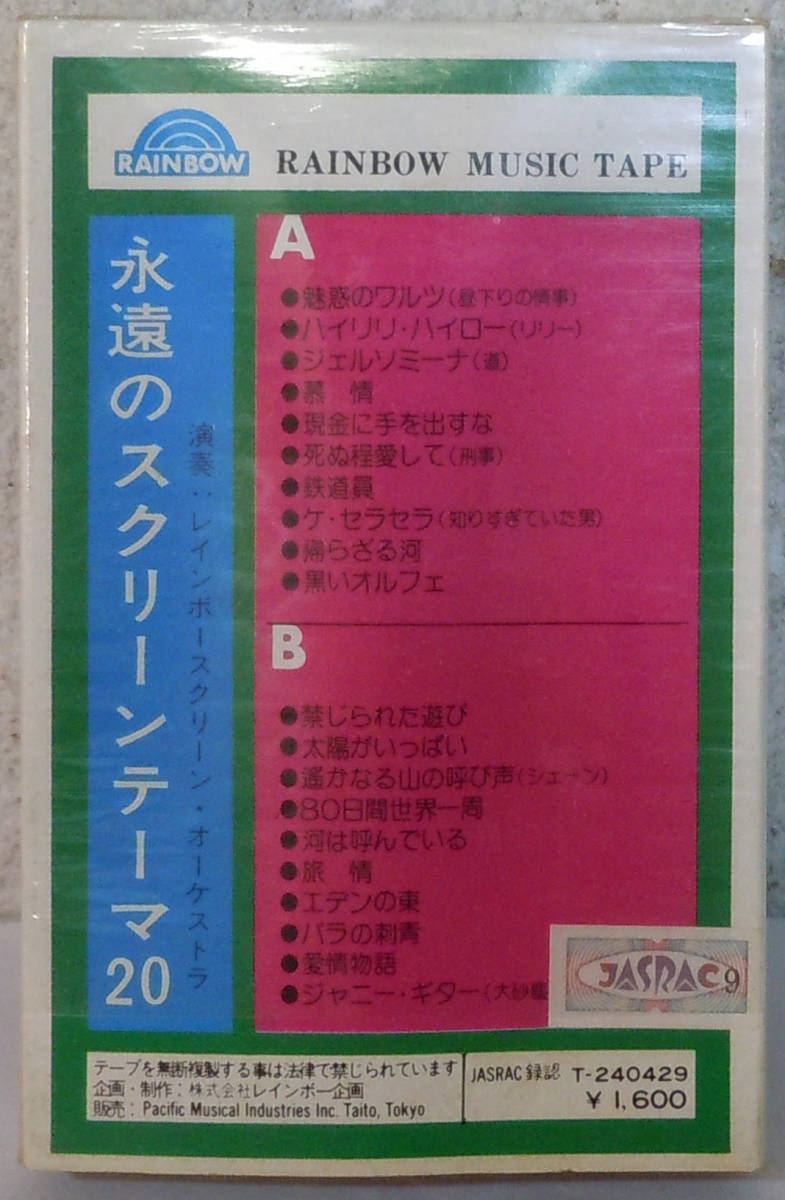 RAINBOW
RAINBOW MUSIC TAPE
永遠のスクリーンテーマ20
演奏：レインボースクリーン・オーケストラ
A
●魅惑のワルツ(昼下りの情事)
●ハイリリ・ハイロー(リリー)
●ジェルソミーナ(道)
●慕 情
●現金に手を出すな
●死ぬ程愛して(刑事)
●鉄道員
●ケ・セラセラ(知りすぎていた男)
●帰らざる河
●黒いオルフェ
B
●禁じられた遊び
●太陽がいっぱい
●遥かなる山の呼び声(シェーン)
●80日間世界一周
●河は呼んでいる
●旅 情
●エデンの東
●バラの刺青
●愛情物語
●ジャニー・ギター(大砂塵
JASRAC 9
テープを無断複製する事は法律で禁じられています
企画・制作：株式会社レインボー企画
販売：Pacific Musical Industries Inc. Taito, Tokyo
JASRAC 録認 T-240429
￥1,600